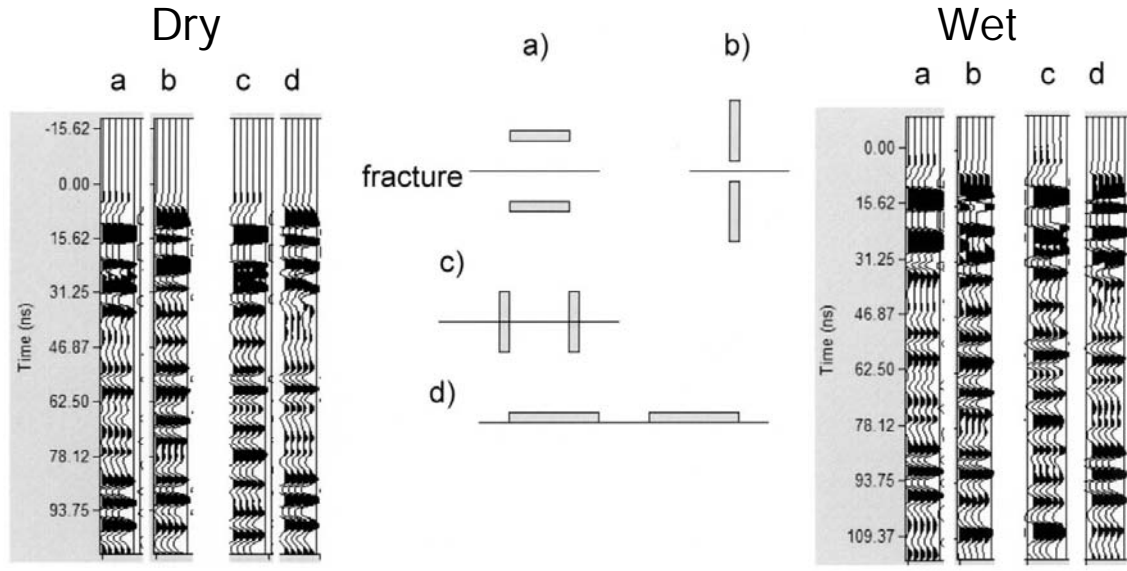 Dry
a b c d
-15.62
0.00
15.62
31.25
46.87
62.50
78.12
93.75
Time (ns)
a)
b)
fracture
c)
d)
Wet
a b c d
0.00
15.62
31.25
46.87
62.50
78.12
93.75
109.37
Time (ns)